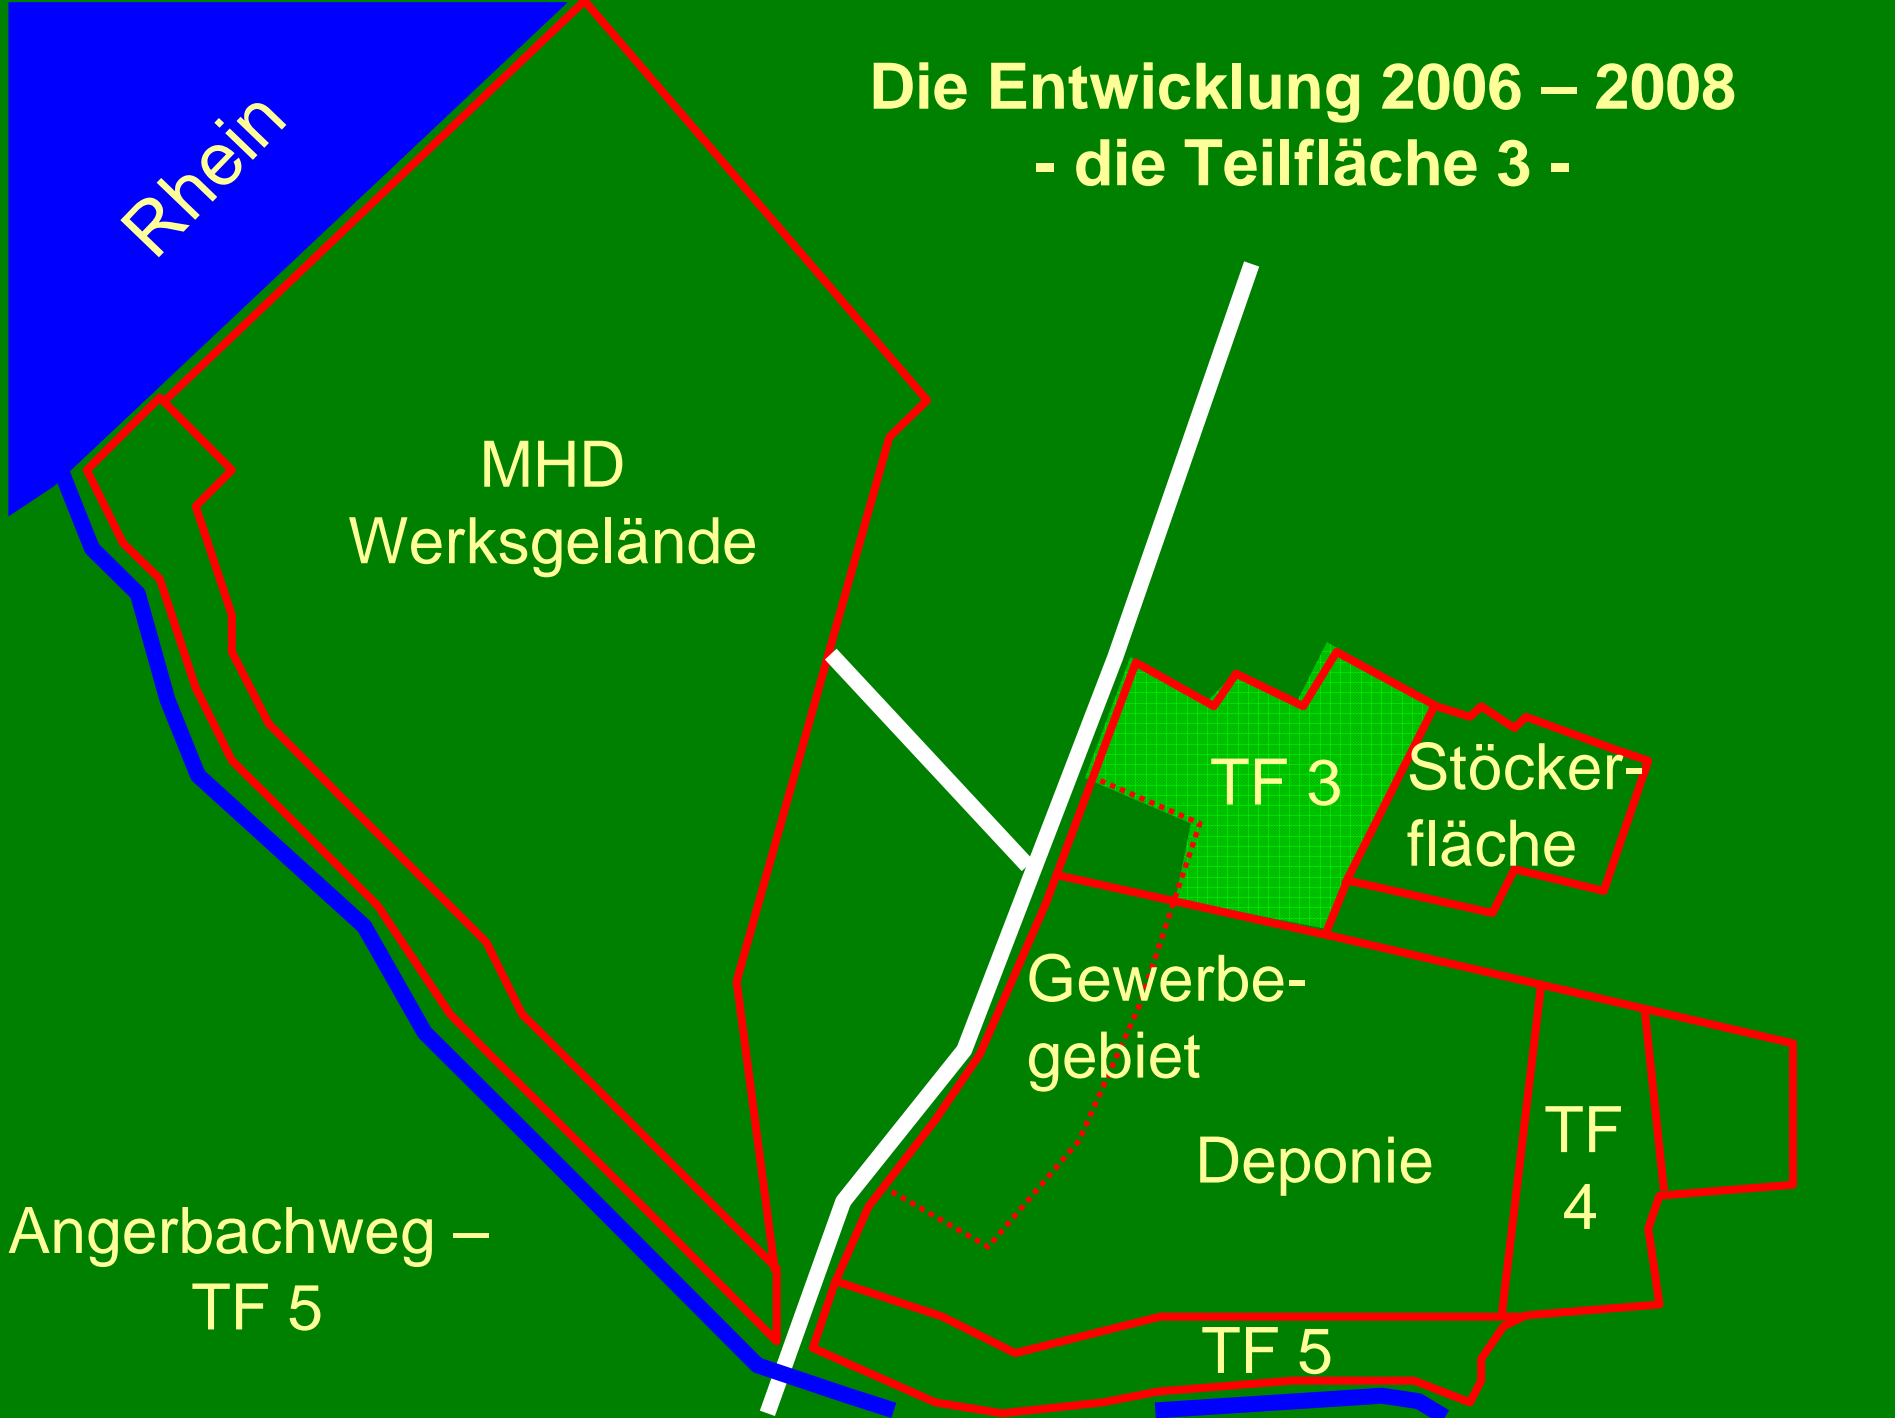 Die Entwicklung 2006 – 2008
- die Teilfläche 3 -
Rhein
MHD
Werksgelände
TF 3
Stöcker-
fläche
Gewerbe-
gebiet
Deponie
TF
4
Angerbachweg –
TF 5
TF 5